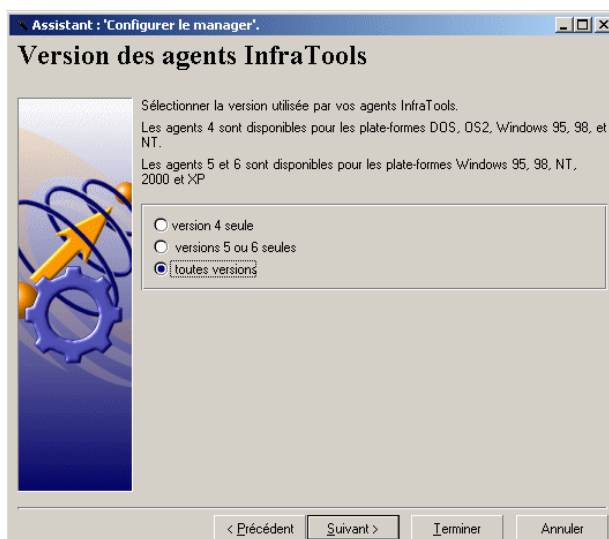 Assistant : 'Configurer le manager'.
Version des agents InfraTools
Sélectionner la version utilisée par vos agents InfraTools.
Les agents 4 sont disponibles pour les plate-formes DOS, OS2, Windows 95, 98, et
NT.
Les agents 5 et 6 sont disponibles pour les plate-formes Windows 95, 98, NT,
2000 et XP
version 4 seule
versions 5 ou 6 seules
toutes versions
< Précédent Suivant > Terminer Annuler